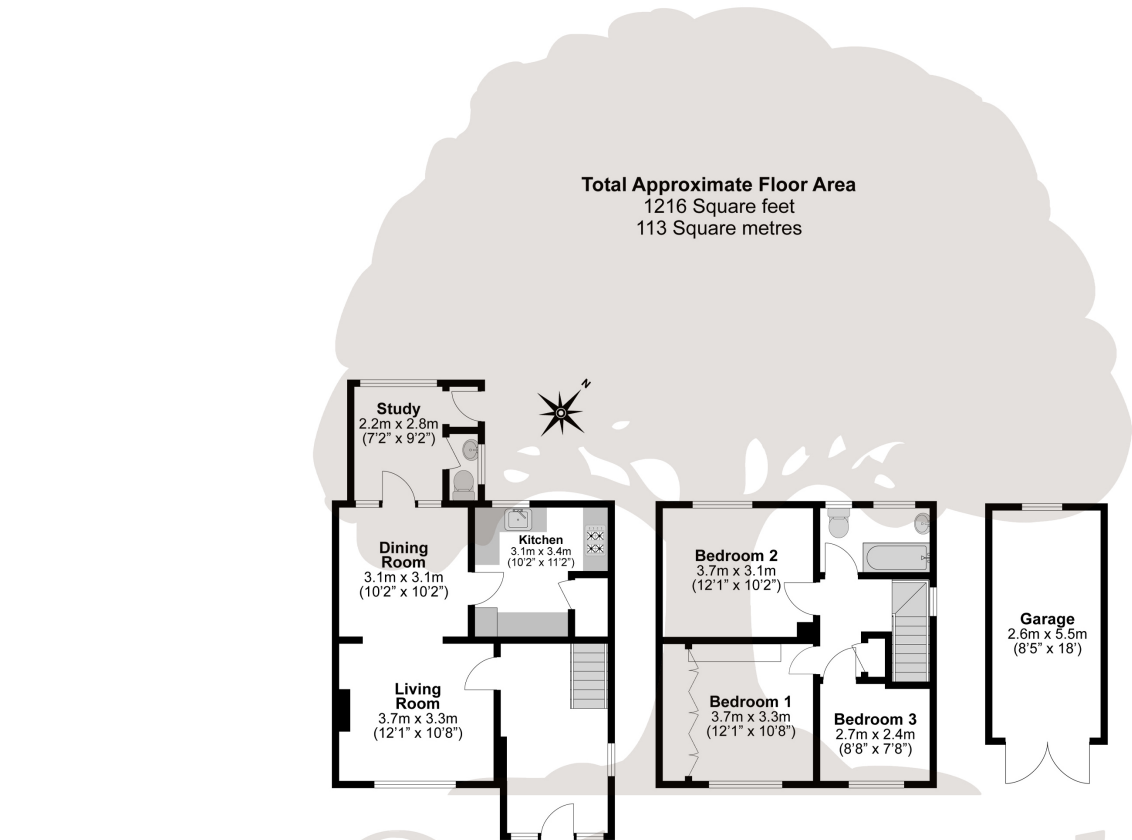 Total Approximate Floor Area
1216 Square feet
113 Square metres
N
Study
2.2m x 2.8m
(7'2" x 9'2")
Dining
Room
3.1m x 3.1m
(10'2" x 10'2")
Kitchen
3.1m x 3.4m
(10'2" x 11'2")
Living
Room
3.7m x 3.3m
(12'1" x 10'8")
Bedroom 2
3.7m x 3.1m
(12'1" x 10'2")
Bedroom 1
3.7m x 3.3m
(12'1" x 10'8")
Bedroom 3
2.7m x 2.4m
(8'8" x 7'8")
Garage
2.6m x 5.5m
(8'5" x 18')